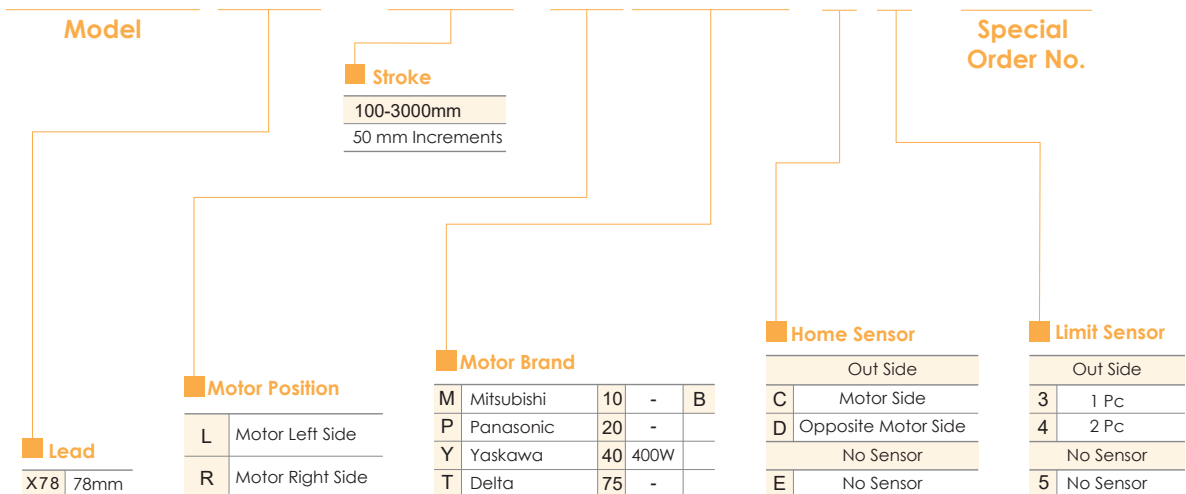 Model
Special
Order No.
Stroke
100-3000mm
50 mm Increments
Lead
X78 78mm
Motor Position
L Motor Left Side
R Motor Right Side
Motor Brand
M Mitsubishi 10 - B
P Panasonic 20 -
Y Yaskawa 40 400W
T Delta 75 -
Home Sensor
Out Side
C Motor Side
D Opposite Motor Side
No Sensor
E No Sensor
Limit Sensor
Out Side
3 1 Pc
4 2 Pc
No Sensor
5 No Sensor